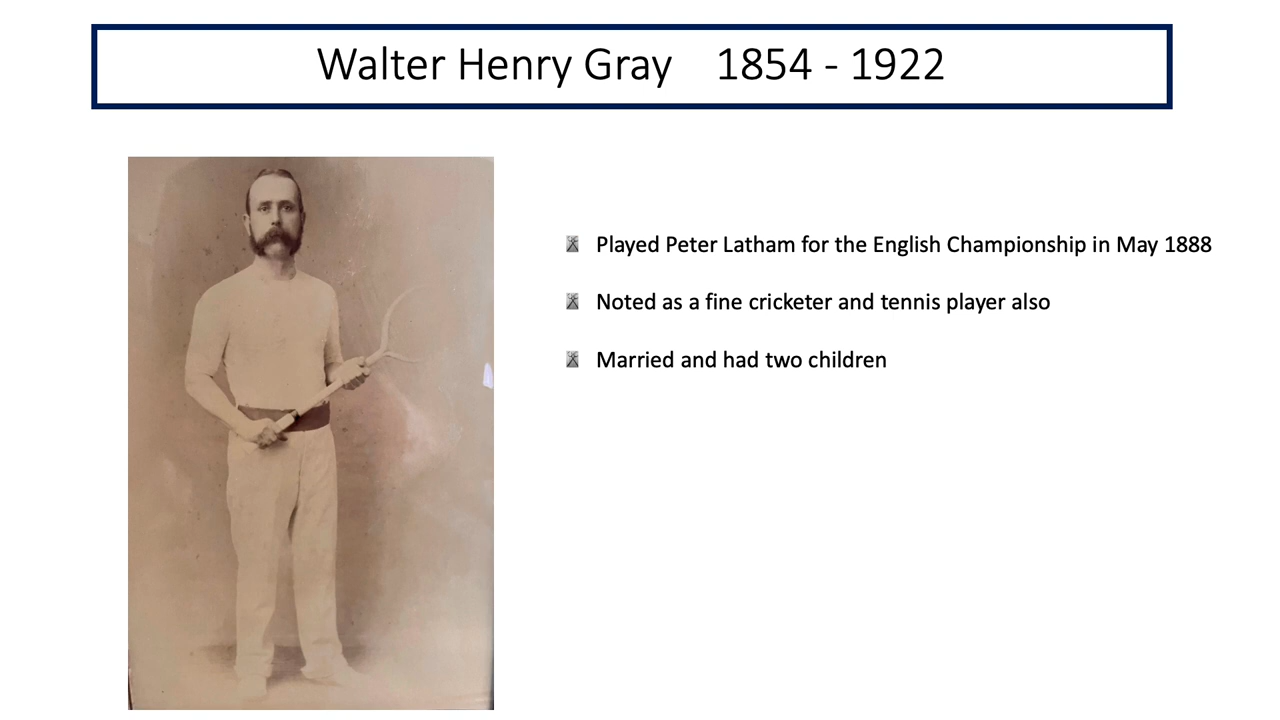 Walter Henry Gray 1854 - 1922
Played Peter Latham for the English Championship in May 1888
Noted as a fine cricketer and tennis player also
Married and had two children